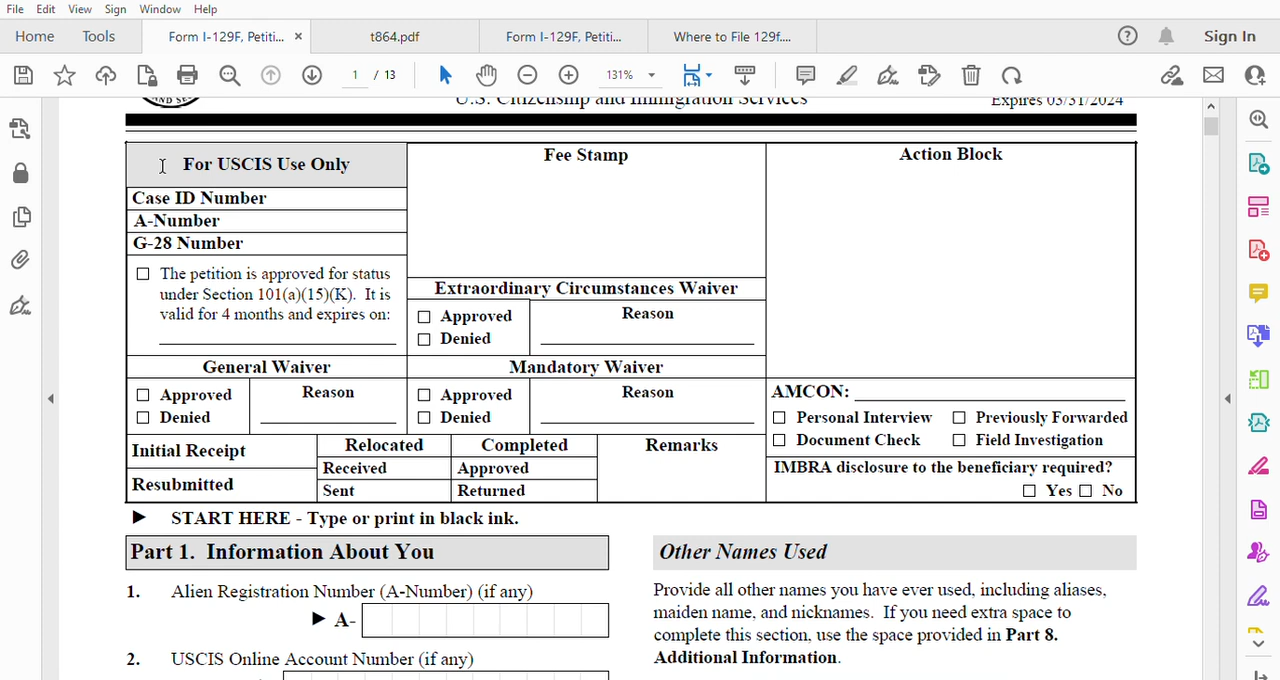 File Edit View Sign Window Help
Home Tools Form I-129F, Petiti... × t864.pdf Form I-129F, Petiti... Where to File 129f.... Sign In
1 / 13 131%
AND SE
U.S. Citizenship and Immigration Services
Expires 03/31/2024
For USCIS Use Only
Case ID Number
A-Number
G-28 Number
The petition is approved for status
under Section 101(a)(15)(K). It is
valid for 4 months and expires on:
Fee Stamp
Action Block
Extraordinary Circumstances Waiver
Approved
Denied
Reason
General Waiver
Approved
Denied
Reason
Mandatory Waiver
Approved
Denied
Reason
AMCON:
Personal Interview Previously Forwarded
Document Check Field Investigation
Initial Receipt
Resubmitted
Relocated
Received
Sent
Completed
Approved
Returned
Remarks
IMBRA disclosure to the beneficiary required?
Yes No
START HERE - Type or print in black ink.
Part 1. Information About You
1. Alien Registration Number (A-Number) (if any)
A-
2. USCIS Online Account Number (if any)
Other Names Used
Provide all other names you have ever used, including aliases,
maiden name, and nicknames. If you need extra space to
complete this section, use the space provided in Part 8.
Additional Information.